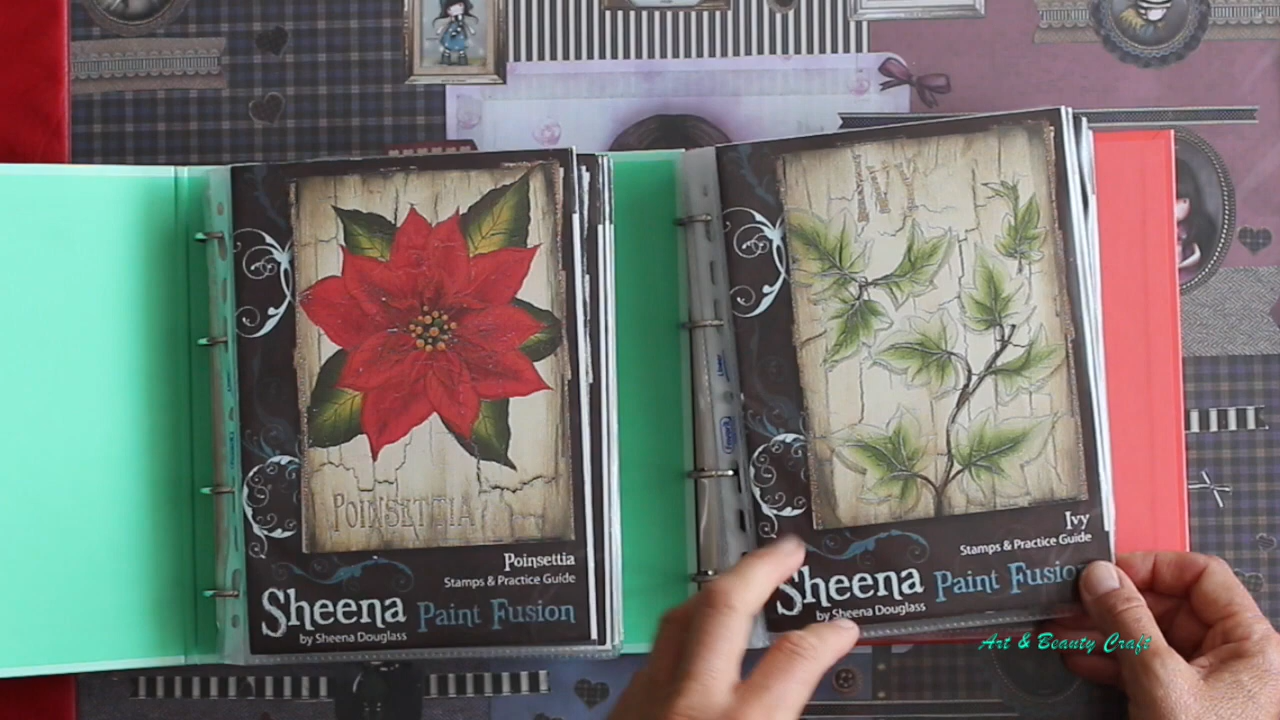 POINSETTIA
Poinsettia
Stamps & Practice Guide
Sheena Paint Fusion
by Sheena Douglass
Ivy
Ivy
Stamps & Practice Guide
Sheena Paint Fusion
by Sheena Douglass
Art & Beauty Craft